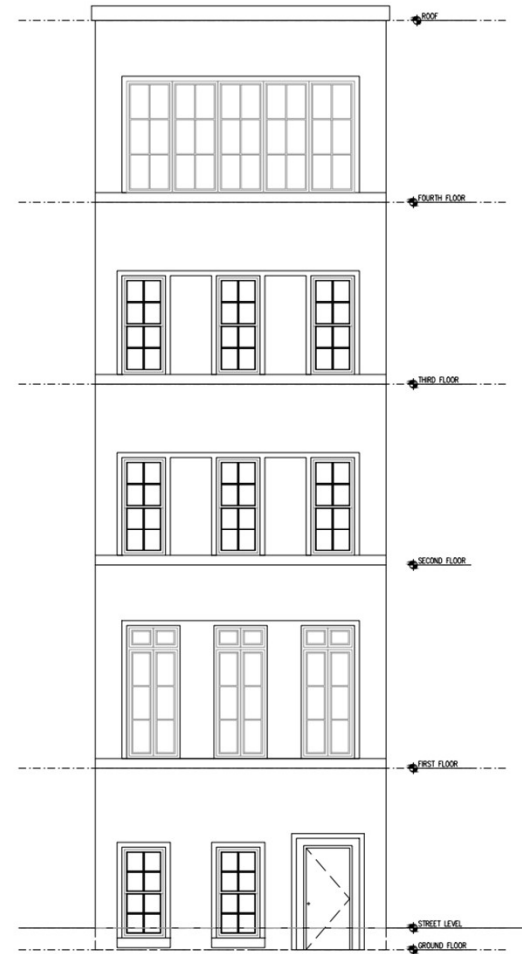 ROOF
FOURTH FLOOR
THIRD FLOOR
SECOND FLOOR
FIRST FLOOR
STREET LEVEL
GROUND FLOOR